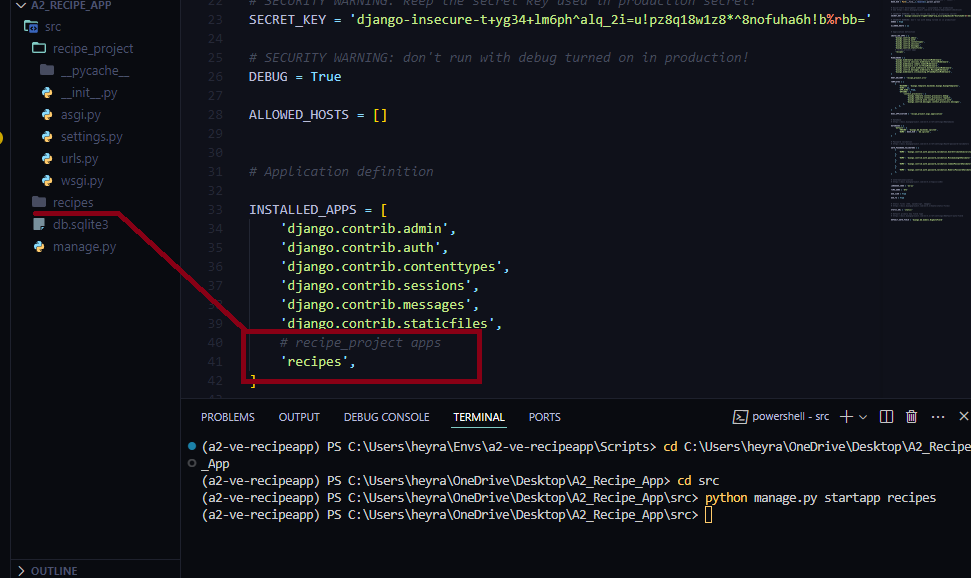 A2_RECIPE_APP
src
recipe_project
__pycache__
__init__.py
asgi.py
settings.py
urls.py
wsgi.py
recipes
db.sqlite3
manage.py
OUTLINE
22 # SECURITY WARNING: keep the secret key used in production secret!
23 SECRET_KEY = 'django-insecure-t+yg34+lm6ph^alq_2i=u!pz8q18w1z8*^8nofuha6h!b%rbb='
24
25 # SECURITY WARNING: don't run with debug turned on in production!
26 DEBUG = True
27
28 ALLOWED_HOSTS = []
29
30
31 # Application definition
32
33 INSTALLED_APPS = [
34 'django.contrib.admin',
35 'django.contrib.auth',
36 'django.contrib.contenttypes',
37 'django.contrib.sessions',
38 'django.contrib.messages',
39 'django.contrib.staticfiles',
40 # recipe_project apps
41 'recipes',
42 ]
PROBLEMS OUTPUT DEBUG CONSOLE TERMINAL PORTS powershell - src
(a2-ve-recipeapp) PS C:\Users\heyra\Envs\a2-ve-recipeapp\Scripts> cd C:\Users\heyra\OneDrive\Desktop\A2_Recipe
_App
(a2-ve-recipeapp) PS C:\Users\heyra\OneDrive\Desktop\A2_Recipe_App> cd src
(a2-ve-recipeapp) PS C:\Users\heyra\OneDrive\Desktop\A2_Recipe_App\src> python manage.py startapp recipes
(a2-ve-recipeapp) PS C:\Users\heyra\OneDrive\Desktop\A2_Recipe_App\src>